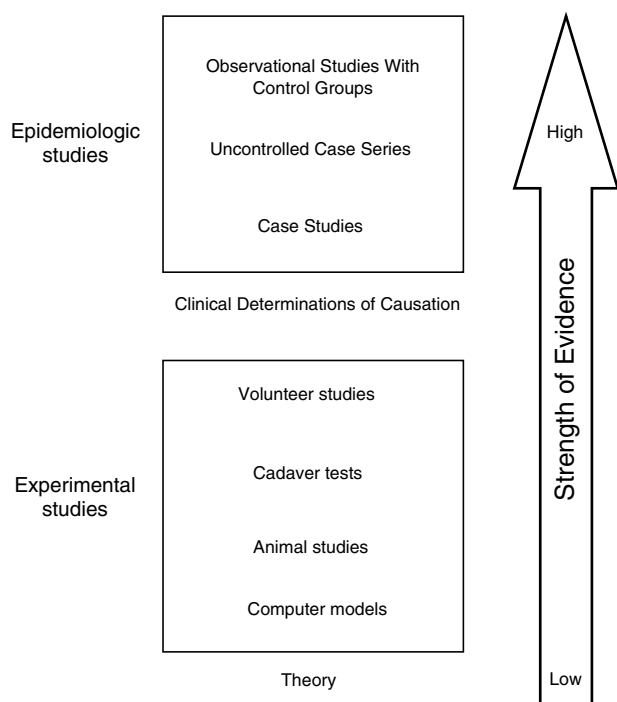 Observational Studies With
Control Groups
Epidemiologic
studies
Uncontrolled Case Series
High
Case Studies
Clinical Determinations of Causation
Strength of Evidence
Volunteer studies
Cadaver tests
Experimental
studies
Animal studies
Computer models
Theory
Low